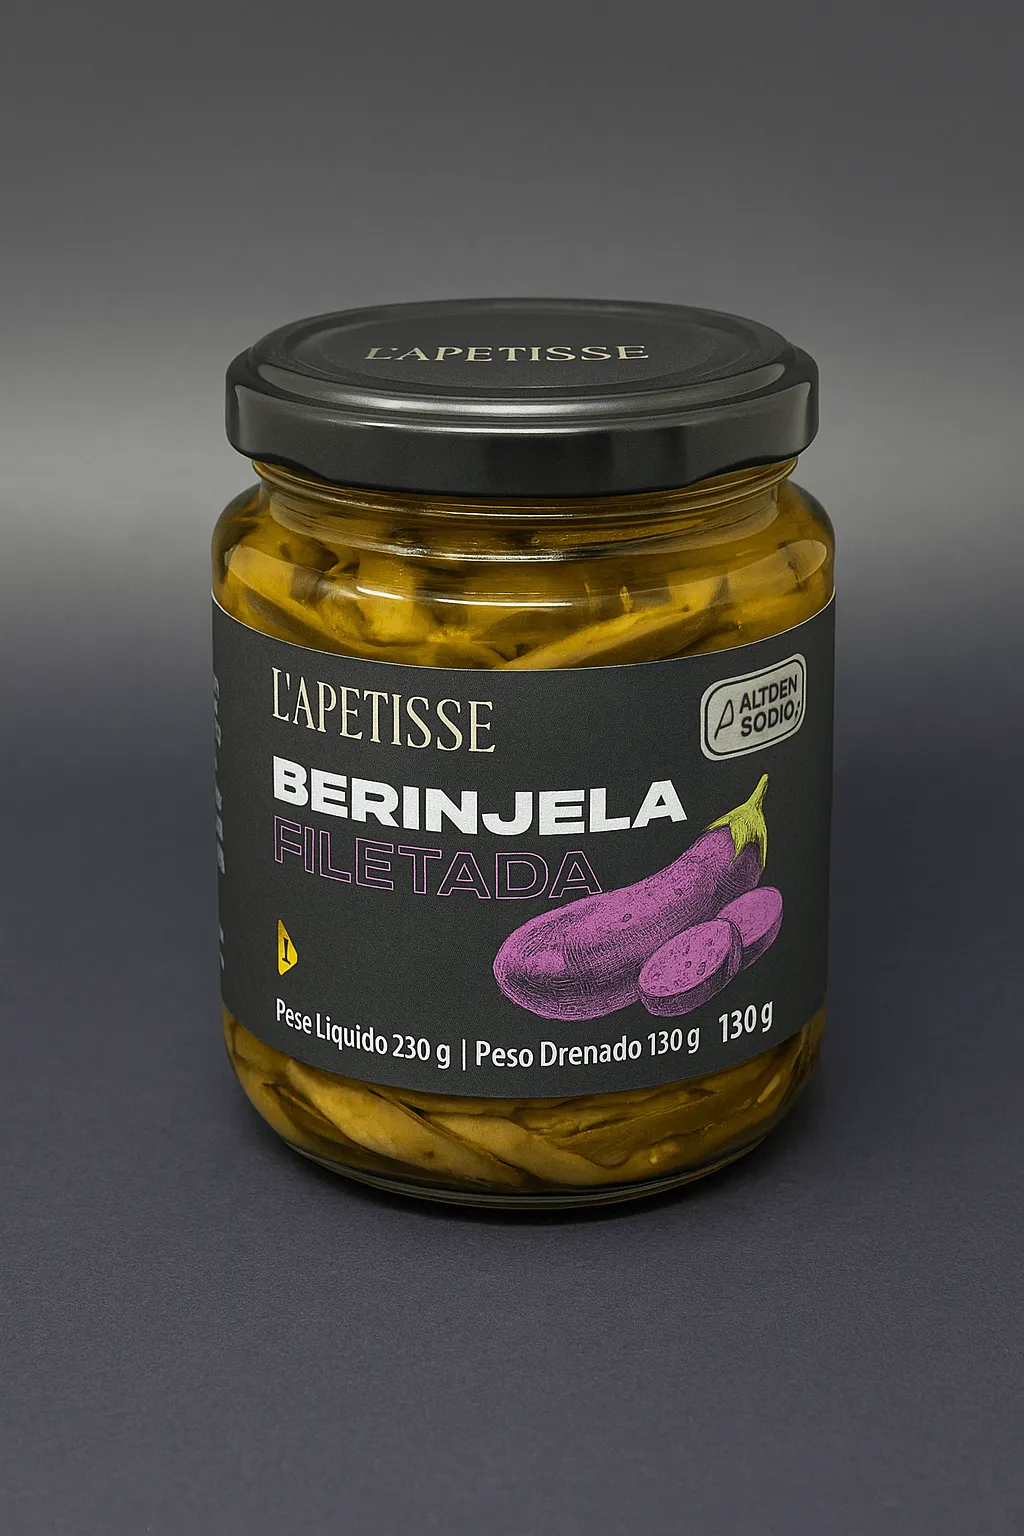 L'APETISSE
L'APETISSE
ALTDEN
SODIO;
BERINJELA
FILETADA
Pese Liquido 230 g | Peso Drenado 130 g 130 g